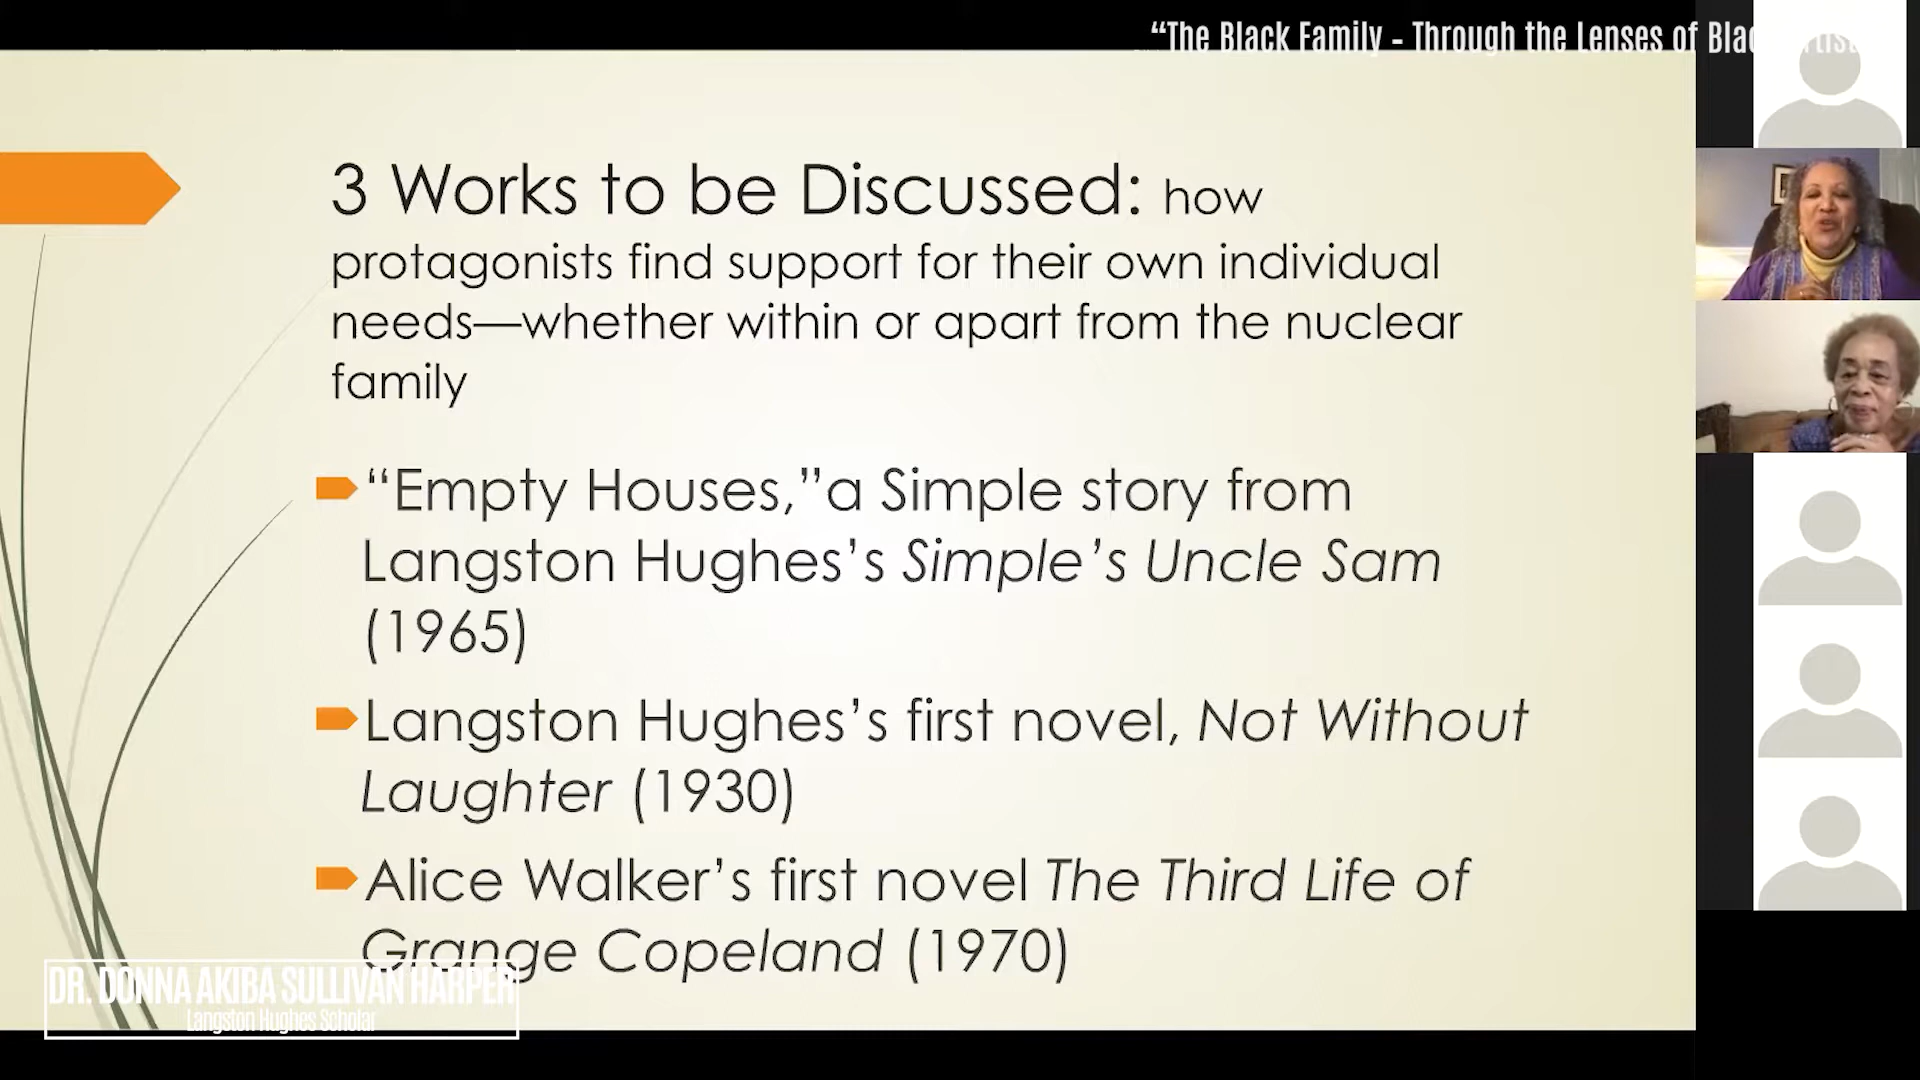 “The Black Family – Through the Lenses of
3 Works to be Discussed: how
protagonists find support for their own individual
needs—whether within or apart from the nuclear
family
“Empty Houses,”a Simple story from
Langston Hughes’s Simple’s Uncle Sam
(1965)
Langston Hughes’s first novel, Not Without
Laughter (1930)
Alice Walker’s first novel The Third Life of
Grange Copeland (1970)
DR. DONNA AKIBA SULLIVAN HARPER
Langston Hughes Scholar